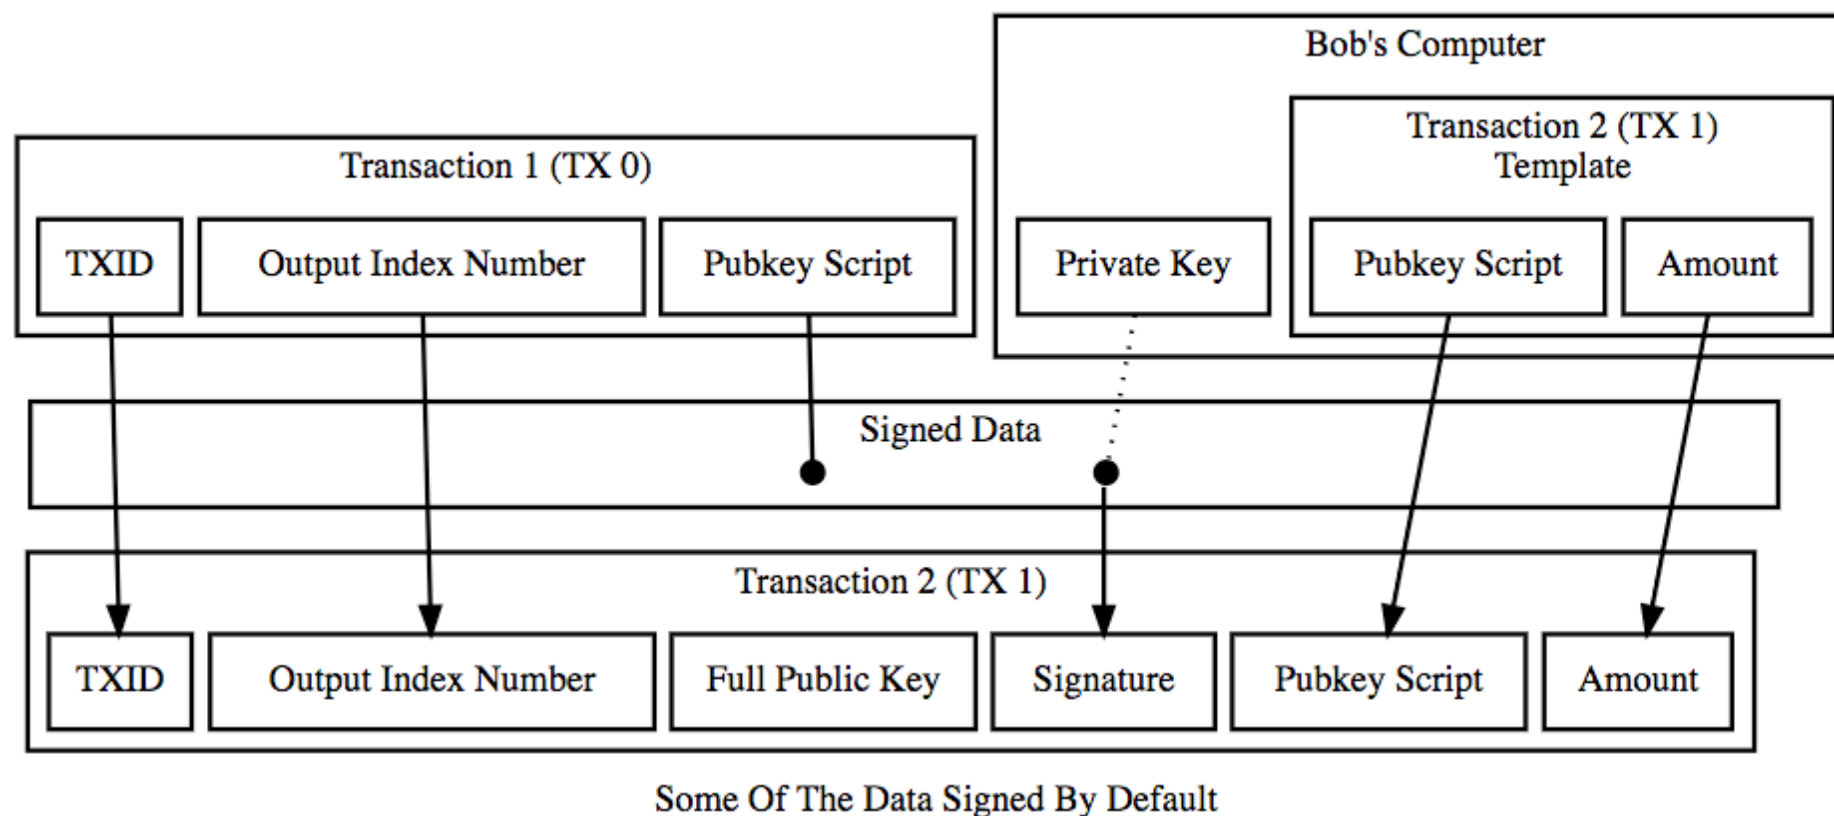 Bob's Computer
Transaction 2 (TX 1)
Template
Transaction 1 (TX 0)
TXID
Output Index Number
Pubkey Script
Private Key
Pubkey Script
Amount
Signed Data
Transaction 2 (TX 1)
TXID
Output Index Number
Full Public Key
Signature
Pubkey Script
Amount
Some Of The Data Signed By Default